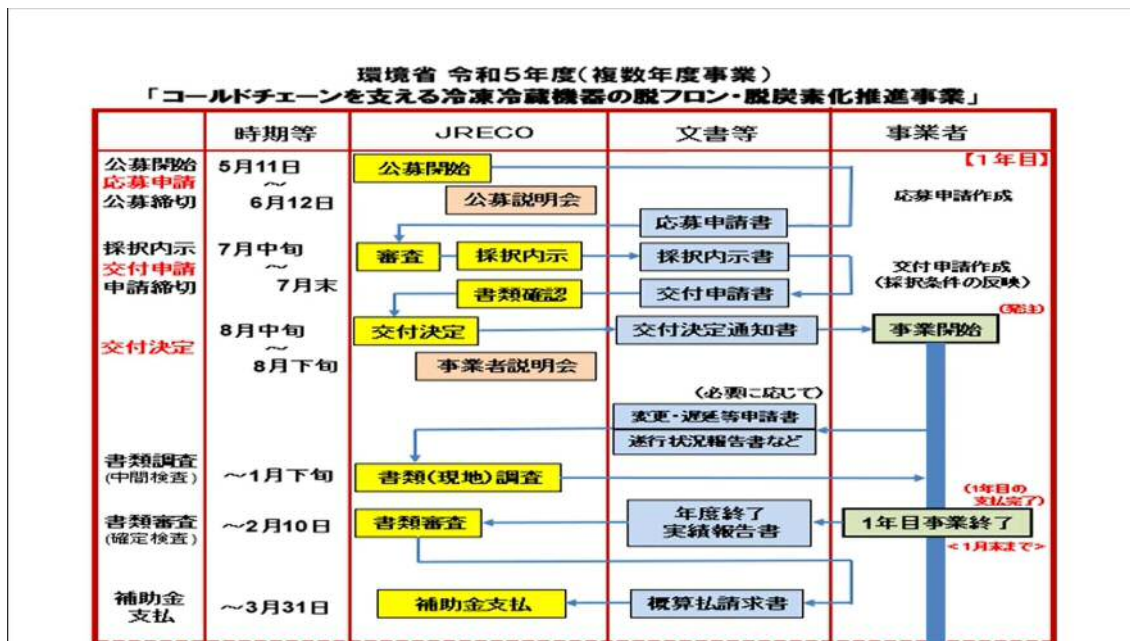 環境省 令和5年度(複数年度事業)
「コールドチェーンを支える冷凍冷蔵機器の脱フロン・脱炭素化推進事業」
時期等 JRECO 文書等 事業者
【1年目】
公募開始 5月11日 公募開始
応募申請 ～
公募締切 6月12日 公募説明会 応募申請作成
応募申請書
採択内示 7月中旬 審査 採択内示 採択内示書
交付申請 ～ 交付申請作成
申請締切 7月末 書類確認 交付申請書 (採択条件の反映)
(発注)
8月中旬 交付決定 交付決定通知書 事業開始
交付決定 ～
8月下旬 事業者説明会
(必要に応じて)
変更・遅延等申請書
遂行状況報告書など
書類調査
(中間検査) ～1月下旬 書類(現地)調査
(1年目の
支払完了)
書類審査 ～2月10日 書類審査 年度終了 1年目事業終了
(確定検査) 実績報告書
<1月末まで>
補助金 ～3月31日 補助金支払 概算払請求書
支払